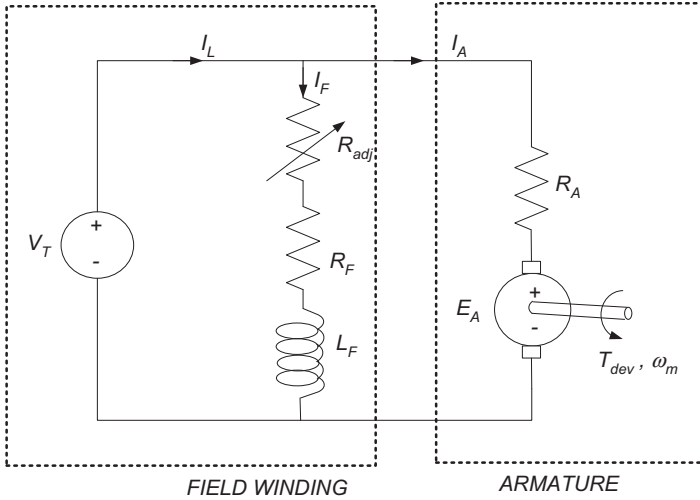 I_L
I_A
I_F
R_adj
R_A
+
V_T
-
R_F
E_A
+
-
L_F
T_dev , ω_m
FIELD WINDING
ARMATURE